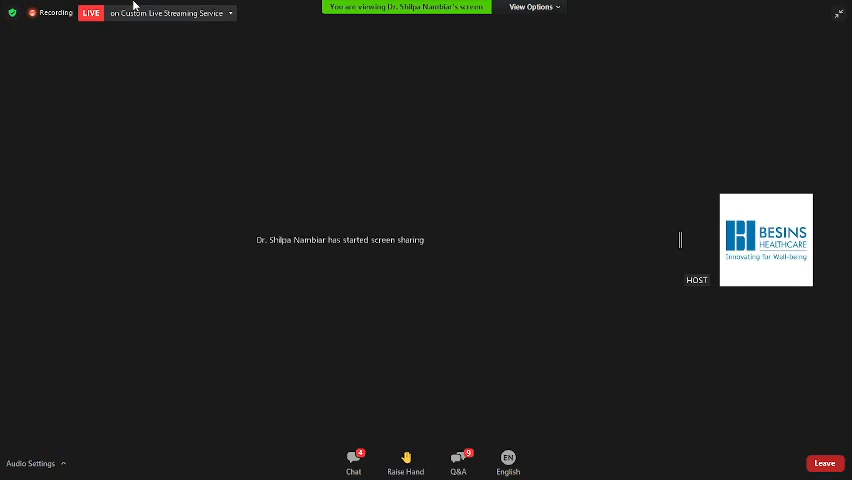 Recording
LIVE
on Custom Live Streaming Service
You are viewing Dr. Shilpa Nambiar's screen
View Options
Dr. Shilpa Nambiar has started screen sharing
BESINS
HEALTHCARE
Innovating for Well-being
HOST
Audio Settings
4
Chat
Raise Hand
9
Q&A
EN
English
Leave